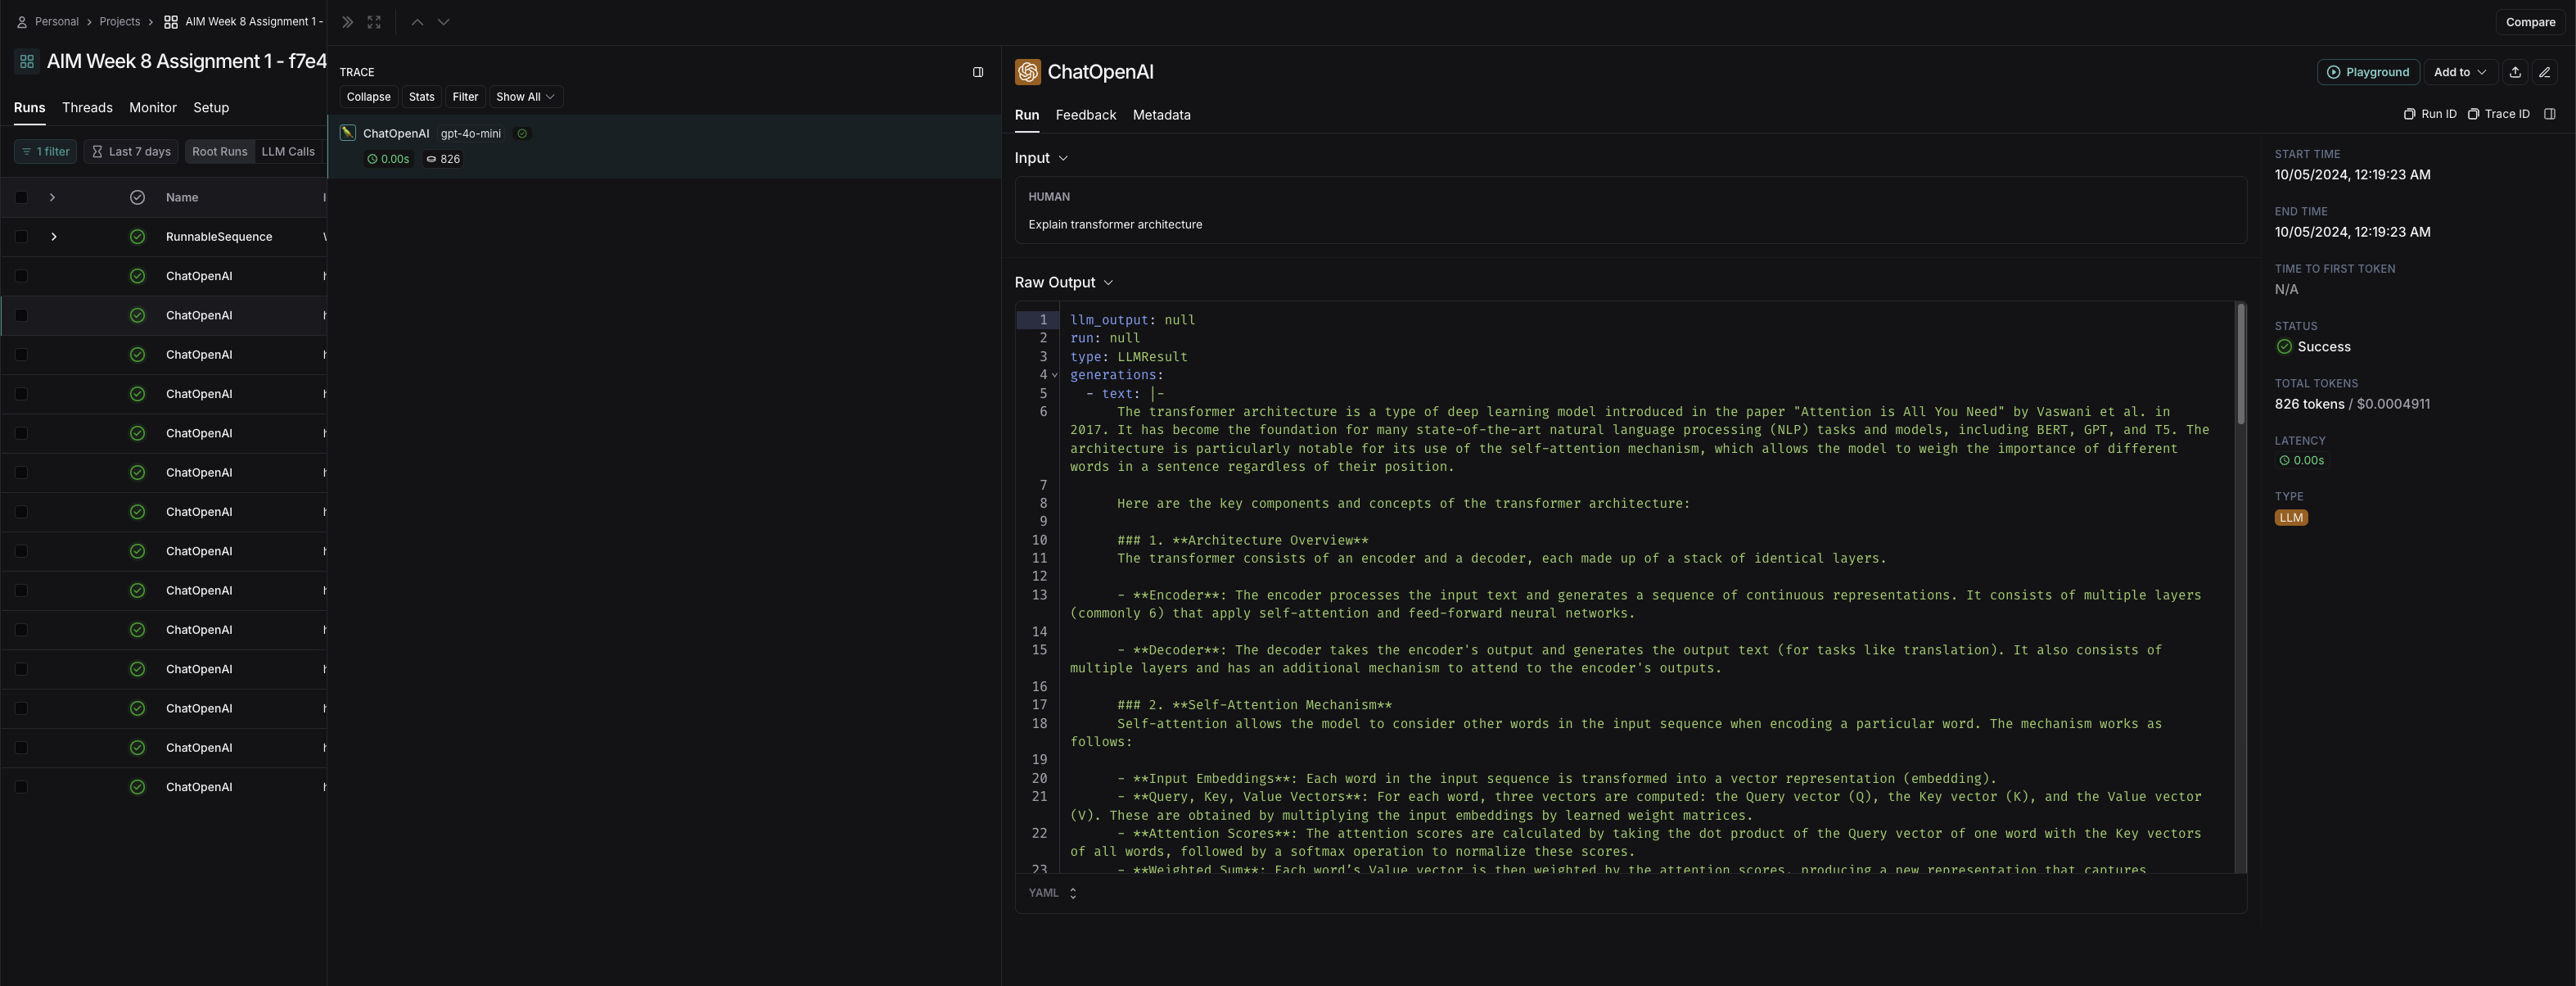 Personal > Projects > AIM Week 8 Assignment 1 -
AIM Week 8 Assignment 1 - f7e4
Runs Threads Monitor Setup
1 filter Last 7 days Root Runs LLM Calls
Name
RunnableSequence
ChatOpenAI
ChatOpenAI
ChatOpenAI
ChatOpenAI
ChatOpenAI
ChatOpenAI
ChatOpenAI
ChatOpenAI
ChatOpenAI
ChatOpenAI
ChatOpenAI
ChatOpenAI
ChatOpenAI
ChatOpenAI
TRACE
Collapse Stats Filter Show All
ChatOpenAI gpt-4o-mini
0.00s 826
Compare
ChatOpenAI
Playground Add to
Run Feedback Metadata
Run ID Trace ID
Input
HUMAN
Explain transformer architecture
Raw Output
1 llm_output: null
2 run: null
3 type: LLMResult
4 generations:
5 - text: |-
6 The transformer architecture is a type of deep learning model introduced in the paper "Attention is All You Need" by Vaswani et al. in
2017. It has become the foundation for many state-of-the-art natural language processing (NLP) tasks and models, including BERT, GPT, and T5. The
architecture is particularly notable for its use of the self-attention mechanism, which allows the model to weigh the importance of different
words in a sentence regardless of their position.
7
8 Here are the key components and concepts of the transformer architecture:
9
10 ### 1. **Architecture Overview**
11 The transformer consists of an encoder and a decoder, each made up of a stack of identical layers.
12
13 - **Encoder**: The encoder processes the input text and generates a sequence of continuous representations. It consists of multiple layers
(commonly 6) that apply self-attention and feed-forward neural networks.
14
15 - **Decoder**: The decoder takes the encoder's output and generates the output text (for tasks like translation). It also consists of
multiple layers and has an additional mechanism to attend to the encoder's outputs.
16
17 ### 2. **Self-Attention Mechanism**
18 Self-attention allows the model to consider other words in the input sequence when encoding a particular word. The mechanism works as
follows:
19
20 - **Input Embeddings**: Each word in the input sequence is transformed into a vector representation (embedding).
21 - **Query, Key, Value Vectors**: For each word, three vectors are computed: the Query vector (Q), the Key vector (K), and the Value vector
(V). These are obtained by multiplying the input embeddings by learned weight matrices.
22 - **Attention Scores**: The attention scores are calculated by taking the dot product of the Query vector of one word with the Key vectors
of all words, followed by a softmax operation to normalize these scores.
23 - **Weighted Sum**: Each word's Value vector is then weighted by the attention scores, producing a new representation that captures
YAML
START TIME
10/05/2024, 12:19:23 AM
END TIME
10/05/2024, 12:19:23 AM
TIME TO FIRST TOKEN
N/A
STATUS
Success
TOTAL TOKENS
826 tokens / $0.0004911
LATENCY
0.00s
TYPE
LLM